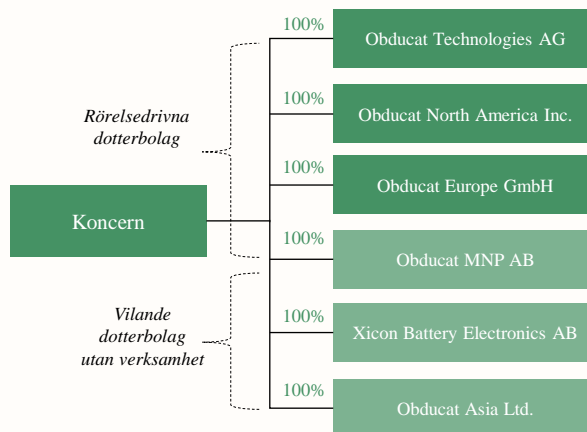 100%
Obducat Technologies AG
100%
Obducat North America Inc.
Rörelsedrivna
dotterbolag
100%
Obducat Europe GmbH
Koncern
100%
Obducat MNP AB
Vilande
dotterbolag
utan verksamhet
100%
Xicon Battery Electronics AB
100%
Obducat Asia Ltd.